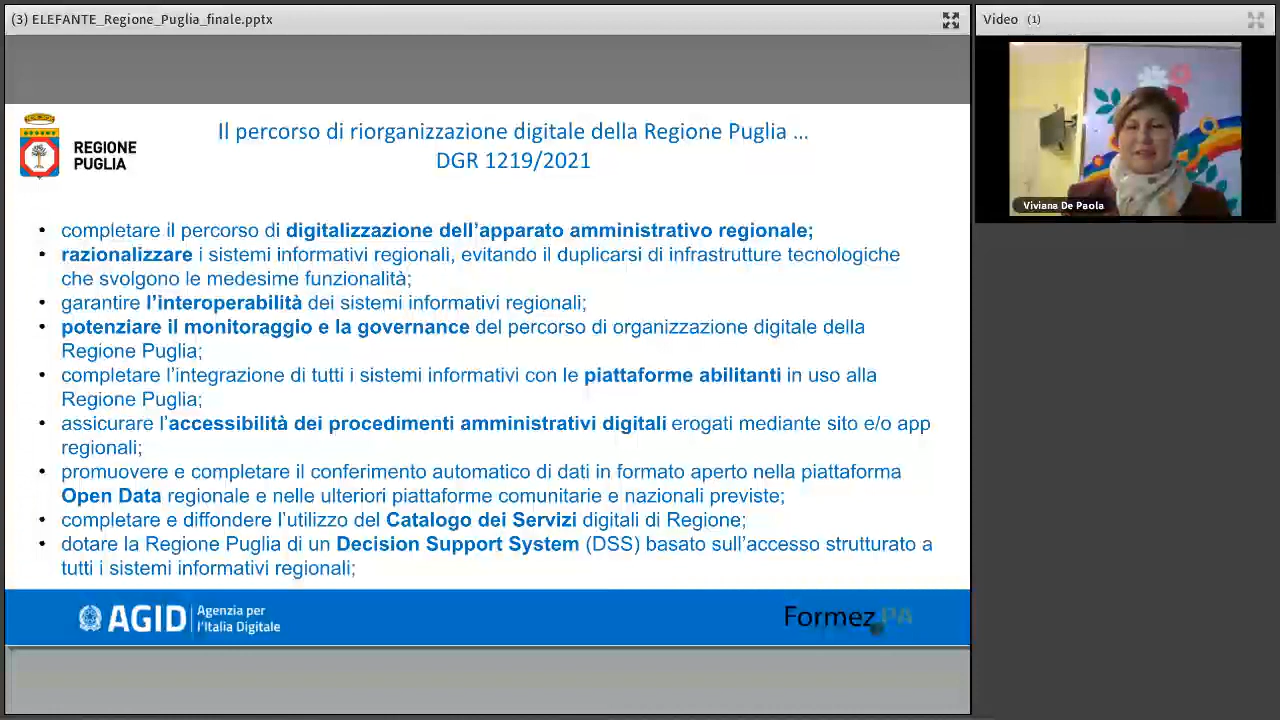 (3) ELEFANTE_Regione_Puglia_finale.pptx
Video (1)
REGIONE
PUGLIA
Il percorso di riorganizzazione digitale della Regione Puglia ...
DGR 1219/2021
Viviana De Paola
• completare il percorso di digitalizzazione dell'apparato amministrativo regionale;
• razionalizzare i sistemi informativi regionali, evitando il duplicarsi di infrastrutture tecnologiche
che svolgono le medesime funzionalità;
• garantire l'interoperabilità dei sistemi informativi regionali;
• potenziare il monitoraggio e la governance del percorso di organizzazione digitale della
Regione Puglia;
• completare l'integrazione di tutti i sistemi informativi con le piattaforme abilitanti in uso alla
Regione Puglia;
• assicurare l'accessibilità dei procedimenti amministrativi digitali erogati mediante sito e/o app
regionali;
• promuovere e completare il conferimento automatico di dati in formato aperto nella piattaforma
Open Data regionale e nelle ulteriori piattaforme comunitarie e nazionali previste;
• completare e diffondere l'utilizzo del Catalogo dei Servizi digitali di Regione;
• dotare la Regione Puglia di un Decision Support System (DSS) basato sull'accesso strutturato a
tutti i sistemi informativi regionali;
AGID
Agenzia per
l'Italia Digitale
Formez PA